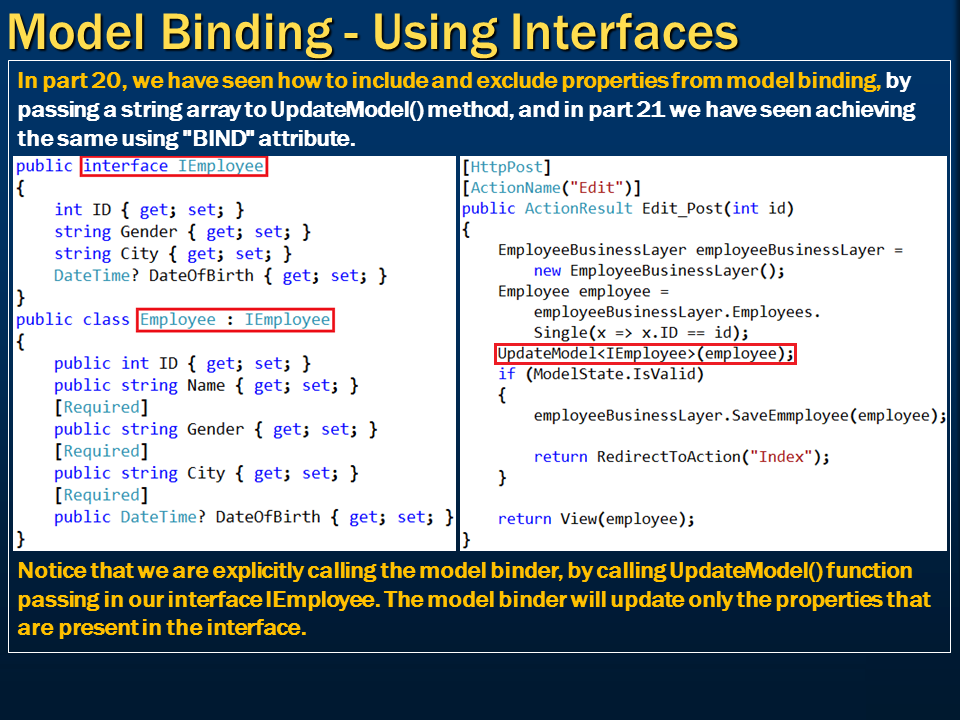 Model Binding - Using Interfaces
In part 20, we have seen how to include and exclude properties from model binding, by
passing a string array to UpdateModel() method, and in part 21 we have seen achieving
the same using "BIND" attribute.
public interface IEmployee
{
int ID { get; set; }
string Gender { get; set; }
string City { get; set; }
DateTime? DateOfBirth { get; set; }
}
public class Employee : IEmployee
{
public int ID { get; set; }
public string Name { get; set; }
[Required]
public string Gender { get; set; }
[Required]
public string City { get; set; }
[Required]
public DateTime? DateOfBirth { get; set; }
}
[HttpPost]
[ActionName("Edit")]
public ActionResult Edit_Post(int id)
{
EmployeeBusinessLayer employeeBusinessLayer =
new EmployeeBusinessLayer();
Employee employee =
employeeBusinessLayer.Employees.
Single(x => x.ID == id);
UpdateModel<IEmployee>(employee);
if (ModelState.IsValid)
{
employeeBusinessLayer.SaveEmmployee(employee);
return RedirectToAction("Index");
}
return View(employee);
}
Notice that we are explicitly calling the model binder, by calling UpdateModel() function
passing in our interface IEmployee. The model binder will update only the properties that
are present in the interface.